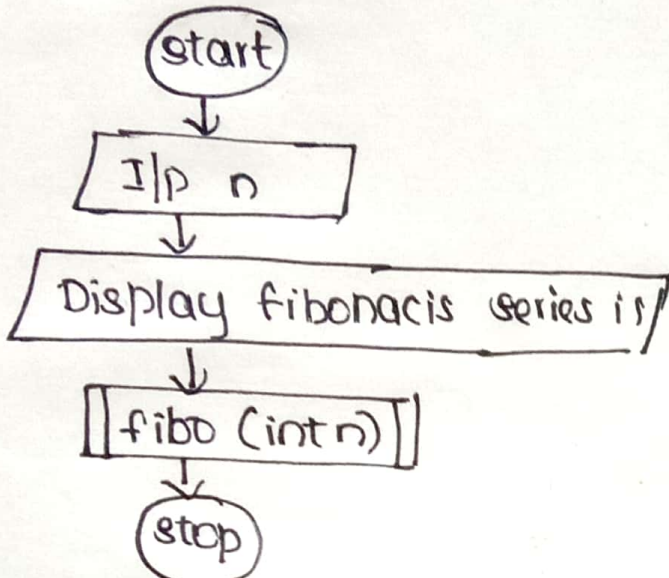 start
I/p n
Display fibonacis series is
fibo (int n)
stop